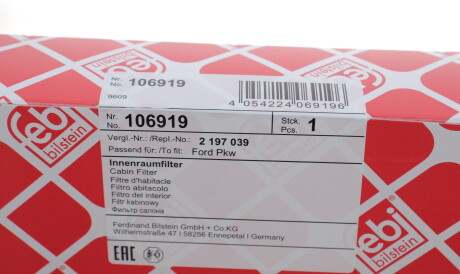 Nr.
No. 106919
9609
4 054224 069196
Nr.
No. 106919
Stck.
Pcs. 1
Vergl.-Nr.: /Repl.-No.: 2 197 039
Passend für: /To fit: Ford Pkw
Innenraumfilter
Cabin Filter
Filtre d'habitacle
Filtro abitacolo
Filtro del interior
Filtr kabinowy
Фильтр салона
Ferdinand Bilstein GmbH + Co.KG
Wilhelmstraße 47 I 58256 Ennepetal I Germany
EAC
febi
bilstein
febi
bilstein
febi
bilstein